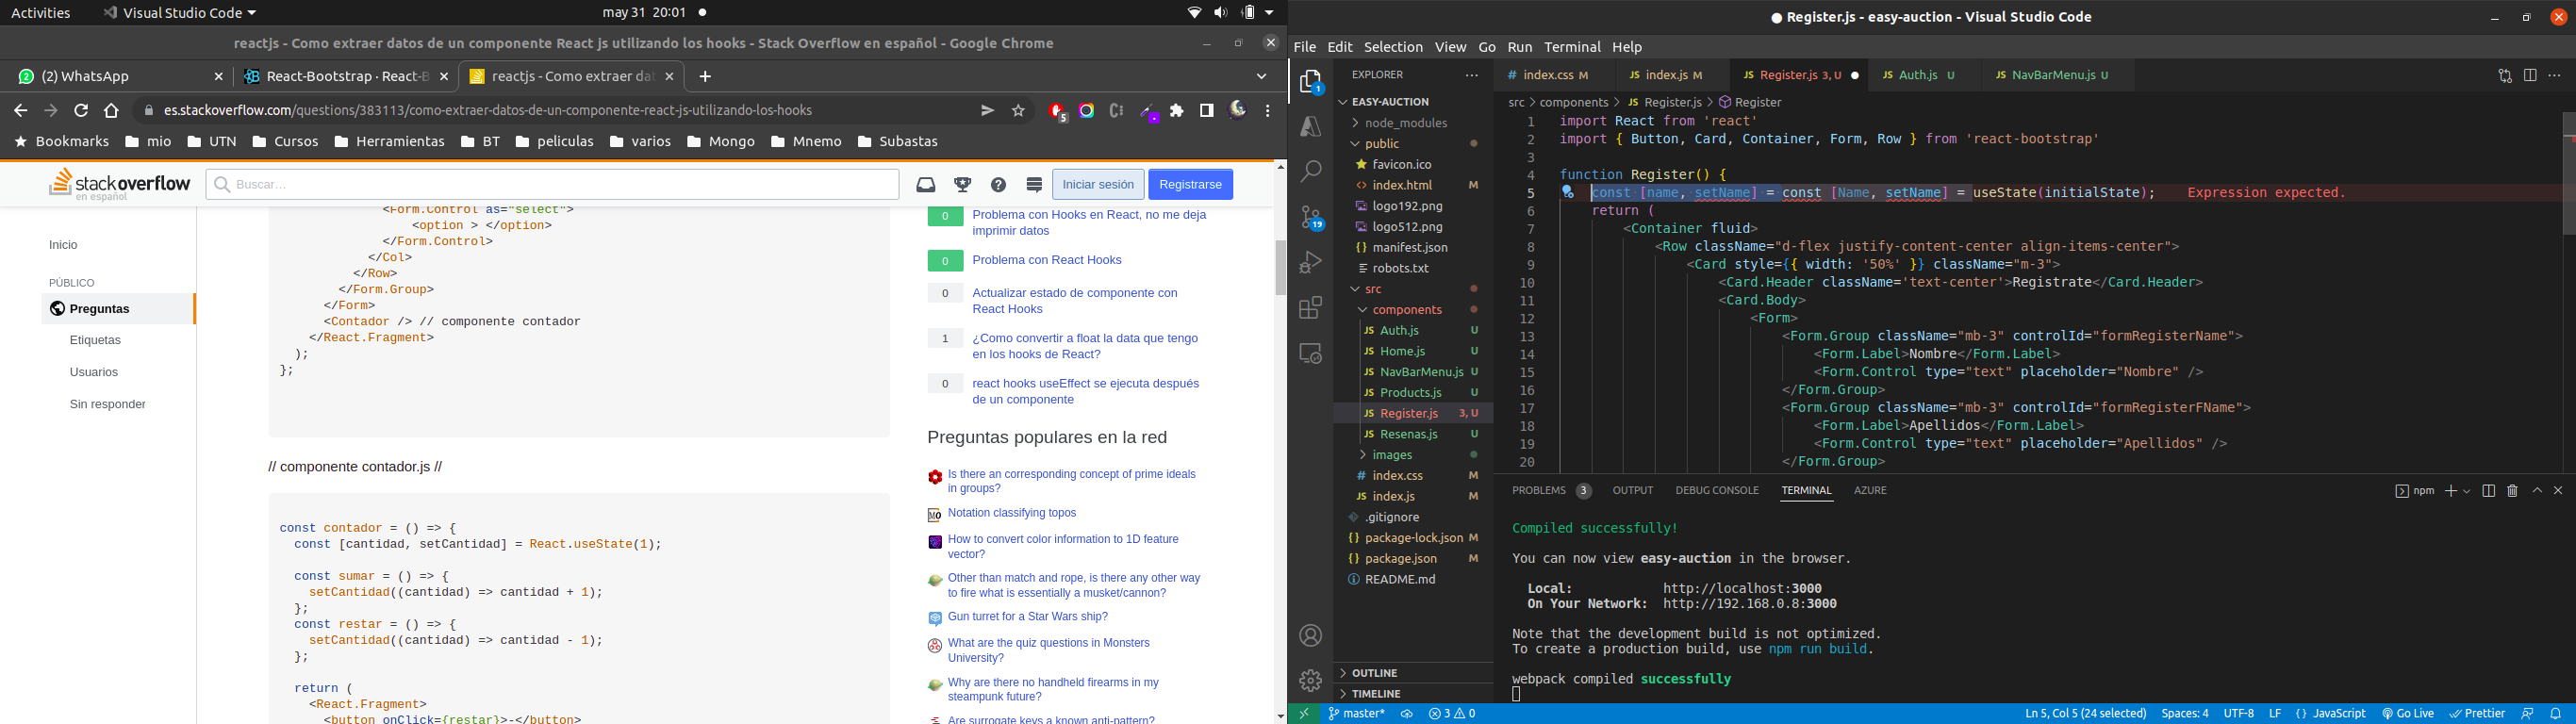 Activities
Visual Studio Code
may 31 20:01
reactjs - Como extraer datos de un componente React js utilizando los hooks - Stack Overflow en español - Google Chrome
(2) WhatsApp
React-Bootstrap · React-B
reactjs - Como extraer dat
es.stackoverflow.com/questions/383113/como-extraer-datos-de-un-componente-react-js-utilizando-los-hooks
5
Bookmarks
mio
UTN
Cursos
Herramientas
BT
peliculas
varios
Mongo
Mnemo
Subastas
stackoverflow
en español
Buscar...
Iniciar sesión
Registrarse
Inicio
PÚBLICO
Preguntas
Etiquetas
Usuarios
Sin responder
<Form.Control as="select">
<option > </option>
</Form.Control>
</Col>
</Row>
</Form.Group>
</Form>
<Contador /> // componente contador
</React.Fragment>
);
};
// componente contador.js //
const contador = () => {
const [cantidad, setCantidad] = React.useState(1);
const sumar = () => {
setCantidad((cantidad) => cantidad + 1);
};
const restar = () => {
setCantidad((cantidad) => cantidad - 1);
};
return (
<React.Fragment>
<button onClick={restar}>-</button>
0 Problema con Hooks en React, no me deja
imprimir datos
0 Problema con React Hooks
0 Actualizar estado de componente con
React Hooks
1 ¿Como convertir a float la data que tengo
en los hooks de React?
0 react hooks useEffect se ejecuta después
de un componente
Preguntas populares en la red
Is there an corresponding concept of prime ideals
in groups?
Notation classifying topos
How to convert color information to 1D feature
vector?
Other than match and rope, is there any other way
to fire what is essentially a musket/cannon?
Gun turret for a Star Wars ship?
What are the quiz questions in Monsters
University?
Why are there no handheld firearms in my
steampunk future?
Are surrogate keys a known anti-pattern?
● Register.js - easy-auction - Visual Studio Code
File Edit Selection View Go Run Terminal Help
1
19
EXPLORER
EASY-AUCTION
node_modules
public
favicon.ico
index.html M
logo192.png
logo512.png
manifest.json
robots.txt
src
components
Auth.js U
Home.js U
NavBarMenu.js U
Products.js U
Register.js 3, U
Resenas.js U
images
index.css M
index.js M
.gitignore
package-lock.json M
package.json M
README.md
OUTLINE
TIMELINE
index.css M
index.js M
Register.js 3, U
Auth.js U
NavBarMenu.js U
src > components > Register.js > Register
1 import React from 'react'
2 import { Button, Card, Container, Form, Row } from 'react-bootstrap'
3
4 function Register() {
5 const [name, setName] = const [Name, setName] = useState(initialState); Expression expected.
6 return (
7 <Container fluid>
8 <Row className="d-flex justify-content-center align-items-center">
9 <Card style={{ width: '50%' }} className="m-3">
10 <Card.Header className='text-center'>Registrate</Card.Header>
11 <Card.Body>
12 <Form>
13 <Form.Group className="mb-3" controlId="formRegisterName">
14 <Form.Label>Nombre</Form.Label>
15 <Form.Control type="text" placeholder="Nombre" />
16 </Form.Group>
17 <Form.Group className="mb-3" controlId="formRegisterFName">
18 <Form.Label>Apellidos</Form.Label>
19 <Form.Control type="text" placeholder="Apellidos" />
20 </Form.Group>
PROBLEMS 3 OUTPUT DEBUG CONSOLE TERMINAL AZURE
npm
Compiled successfully!
You can now view easy-auction in the browser.
Local: http://localhost:3000
On Your Network: http://192.168.0.8:3000
Note that the development build is not optimized.
To create a production build, use npm run build.
webpack compiled successfully
master* 3 0
Ln 5, Col 5 (24 selected) Spaces: 4 UTF-8 LF {} JavaScript Go Live Prettier